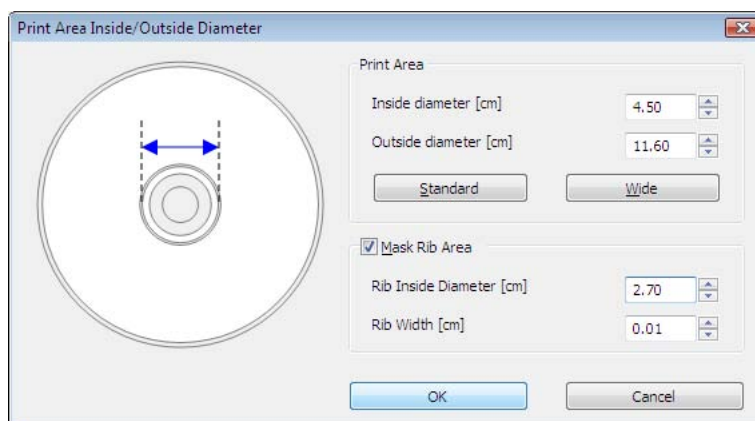 Print Area Inside/Outside Diameter
Print Area
Inside diameter [cm] 4.50
Outside diameter [cm] 11.60
Standard Wide
Mask Rib Area
Rib Inside Diameter [cm] 2.70
Rib Width [cm] 0.01
OK Cancel